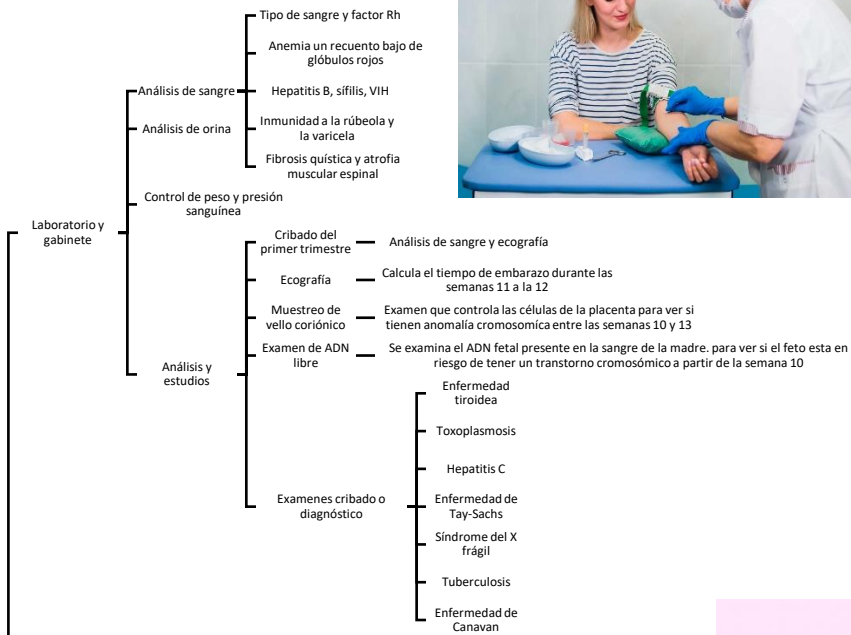 Tipo de sangre y factor Rh
Anemia un recuento bajo de
glóbulos rojos
Análisis de sangre
Hepatitis B, sífilis, VIH
Análisis de orina
Inmunidad a la rúbeola y
la varicela
Fibrosis quística y atrofia
muscular espinal
Control de peso y presión
sanguínea
Laboratorio y
gabinete
Cribado del
primer trimestre
Análisis de sangre y ecografía
Ecografía
Calcula el tiempo de embarazo durante las
semanas 11 a la 12
Muestreo de
vello coriónico
Examen que controla las células de la placenta para ver si
tienen anomalía cromosomíca entre las semanas 10 y 13
Análisis y
estudios
Examen de ADN
libre
Se examina el ADN fetal presente en la sangre de la madre. para ver si el feto esta en
riesgo de tener un transtorno cromosómico a partir de la semana 10
Examenes cribado o
diagnóstico
Enfermedad
tiroidea
Toxoplasmosis
Hepatitis C
Enfermedad de
Tay-Sachs
Síndrome del X
frágil
Tuberculosis
Enfermedad de
Canavan